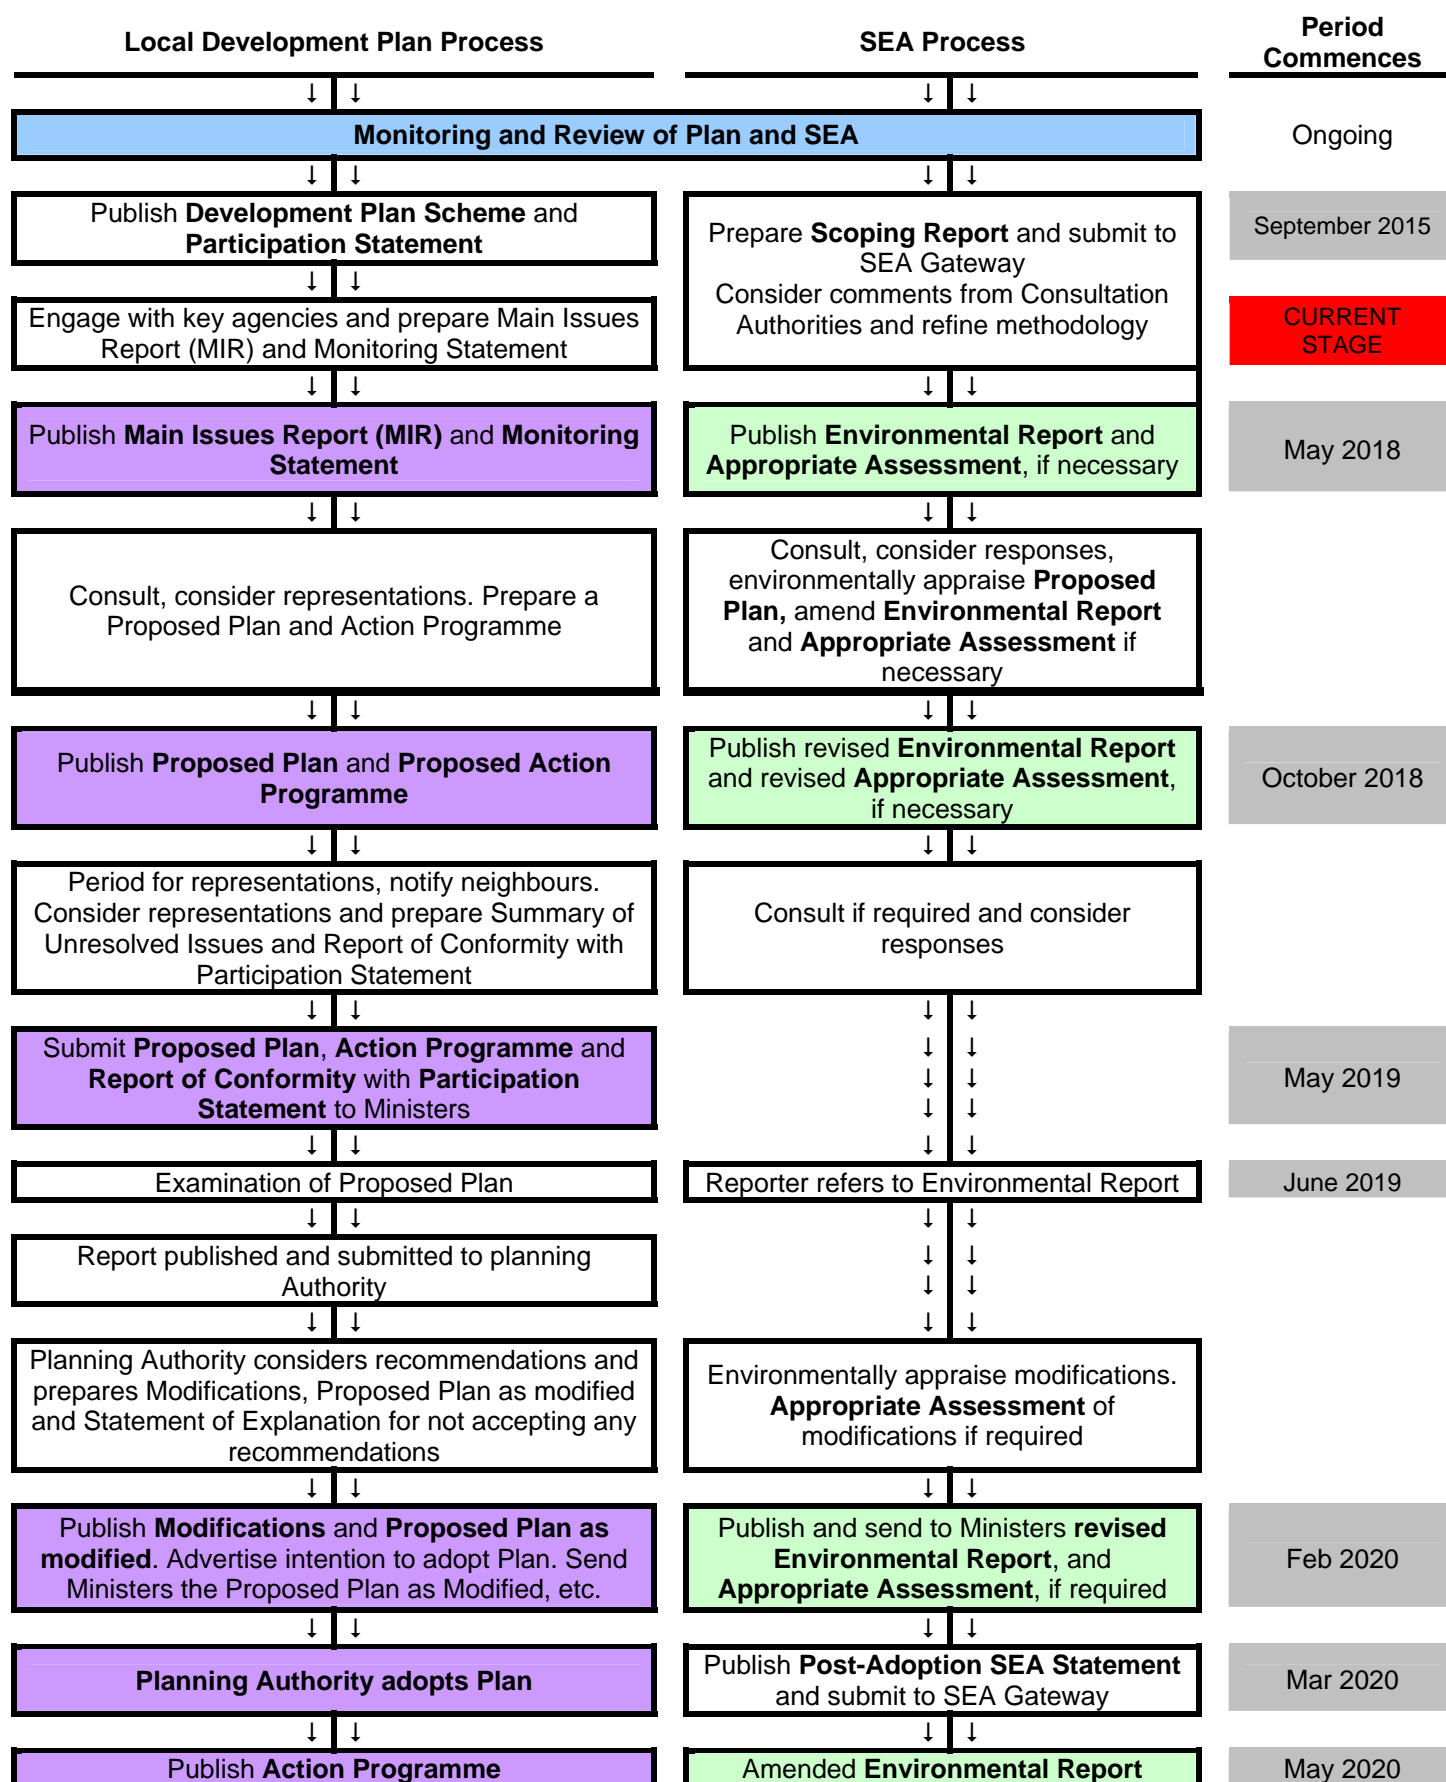 Local Development Plan Process
SEA Process
Period
Commences
↓ ↓
↓ ↓
Monitoring and Review of Plan and SEA
Ongoing
↓ ↓
↓ ↓
Publish Development Plan Scheme and
Participation Statement
Prepare Scoping Report and submit to
SEA Gateway
Consider comments from Consultation
Authorities and refine methodology
September 2015
↓ ↓
Engage with key agencies and prepare Main Issues
Report (MIR) and Monitoring Statement
CURRENT
STAGE
↓ ↓
↓ ↓
Publish Main Issues Report (MIR) and Monitoring
Statement
Publish Environmental Report and
Appropriate Assessment, if necessary
May 2018
↓ ↓
↓ ↓
Consult, consider representations. Prepare a
Proposed Plan and Action Programme
Consult, consider responses,
environmentally appraise Proposed
Plan, amend Environmental Report
and Appropriate Assessment if
necessary
↓ ↓
↓ ↓
Publish Proposed Plan and Proposed Action
Programme
Publish revised Environmental Report
and revised Appropriate Assessment,
if necessary
October 2018
↓ ↓
↓ ↓
Period for representations, notify neighbours.
Consider representations and prepare Summary of
Unresolved Issues and Report of Conformity with
Participation Statement
Consult if required and consider
responses
↓ ↓
↓ ↓
Submit Proposed Plan, Action Programme and
Report of Conformity with Participation
Statement to Ministers
↓ ↓
↓ ↓
↓ ↓
May 2019
↓ ↓
↓ ↓
Examination of Proposed Plan
Reporter refers to Environmental Report
June 2019
↓ ↓
↓ ↓
Report published and submitted to planning
Authority
↓ ↓
↓ ↓
↓ ↓
↓ ↓
Planning Authority considers recommendations and
prepares Modifications, Proposed Plan as modified
and Statement of Explanation for not accepting any
recommendations
Environmentally appraise modifications.
Appropriate Assessment of
modifications if required
↓ ↓
↓ ↓
Publish Modifications and Proposed Plan as
modified. Advertise intention to adopt Plan. Send
Ministers the Proposed Plan as Modified, etc.
Publish and send to Ministers revised
Environmental Report, and
Appropriate Assessment, if required
Feb 2020
↓ ↓
↓ ↓
Planning Authority adopts Plan
Publish Post-Adoption SEA Statement
and submit to SEA Gateway
Mar 2020
↓ ↓
↓ ↓
Publish Action Programme
Amended Environmental Report
May 2020